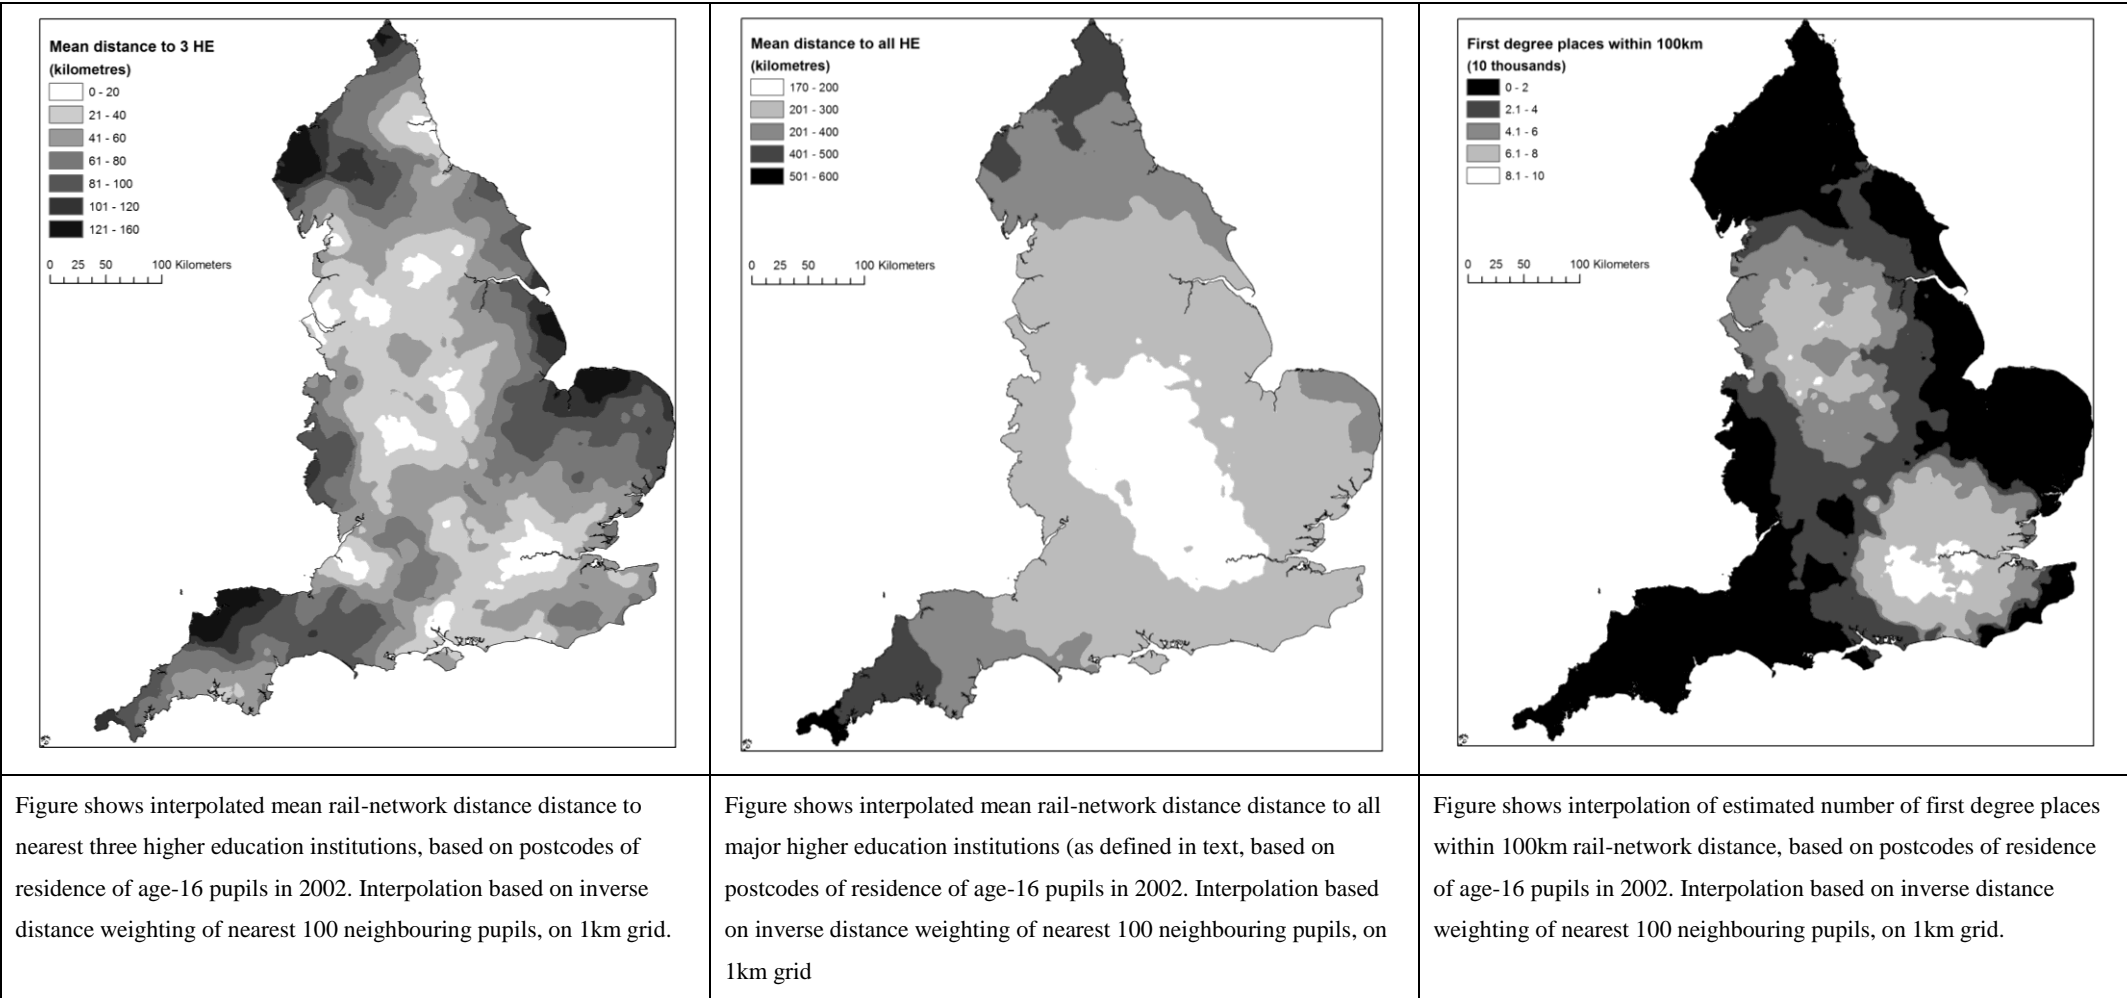 Mean distance to 3 HE
(kilometres)
0 - 20
21 - 40
41 - 60
61 - 80
81 - 100
101 - 120
121 - 160
0 25 50 100 Kilometers
Mean distance to all HE
(kilometres)
170 - 200
201 - 300
201 - 400
401 - 500
501 - 600
0 25 50 100 Kilometers
First degree places within 100km
(10 thousands)
0 - 2
2.1 - 4
4.1 - 6
6.1 - 8
8.1 - 10
0 25 50 100 Kilometers
Figure shows interpolated mean rail-network distance distance to
nearest three higher education institutions, based on postcodes of
residence of age-16 pupils in 2002. Interpolation based on inverse
distance weighting of nearest 100 neighbouring pupils, on 1km grid.
Figure shows interpolated mean rail-network distance distance to all
major higher education institutions (as defined in text, based on
postcodes of residence of age-16 pupils in 2002. Interpolation based
on inverse distance weighting of nearest 100 neighbouring pupils, on
1km grid
Figure shows interpolation of estimated number of first degree places
within 100km rail-network distance, based on postcodes of residence
of age-16 pupils in 2002. Interpolation based on inverse distance
weighting of nearest 100 neighbouring pupils, on 1km grid.